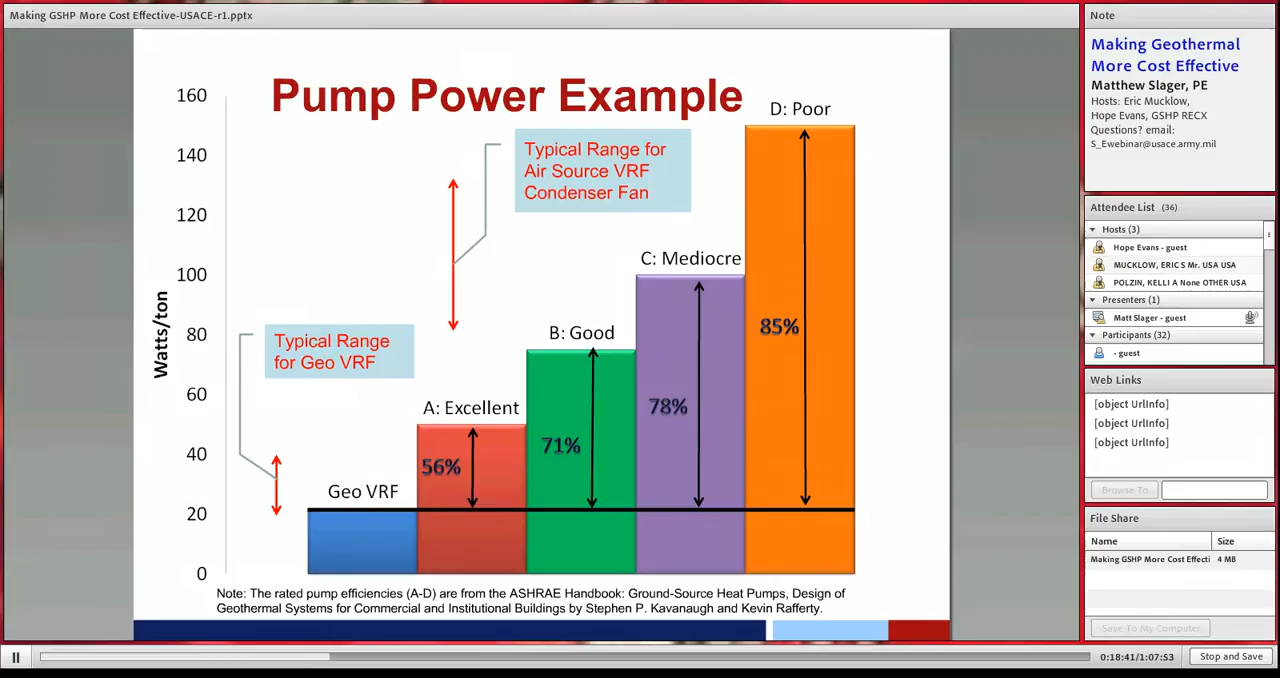 Making GSHP More Cost Effective-USACE-r1.pptx
Pump Power Example
Watts/ton
160
140
120
100
80
60
40
20
0
Typical Range for
Air Source VRF
Condenser Fan
Typical Range
for Geo VRF
Geo VRF
A: Excellent
56%
B: Good
71%
C: Mediocre
78%
D: Poor
85%
Note: The rated pump efficiencies (A-D) are from the ASHRAE Handbook: Ground-Source Heat Pumps, Design of
Geothermal Systems for Commercial and Institutional Buildings by Stephen P. Kavanaugh and Kevin Rafferty.
Note
Making Geothermal
More Cost Effective
Matthew Slager, PE
Hosts: Eric Mucklow,
Hope Evans, GSHP RECX
Questions? email:
S_Ewebinar@usace.army.mil
Attendee List (36)
Hosts (3)
Hope Evans - guest
MUCKLOW, ERIC S Mr. USA USA
POLZIN, KELLI A None OTHER USA
Presenters (1)
Matt Slager - guest
Participants (32)
- guest
Web Links
[object UrlInfo]
[object UrlInfo]
[object UrlInfo]
Browse To
File Share
Name Size
Making GSHP More Cost Effecti 4 MB
Save To My Computer
0:18:41/1:07:53
Stop and Save